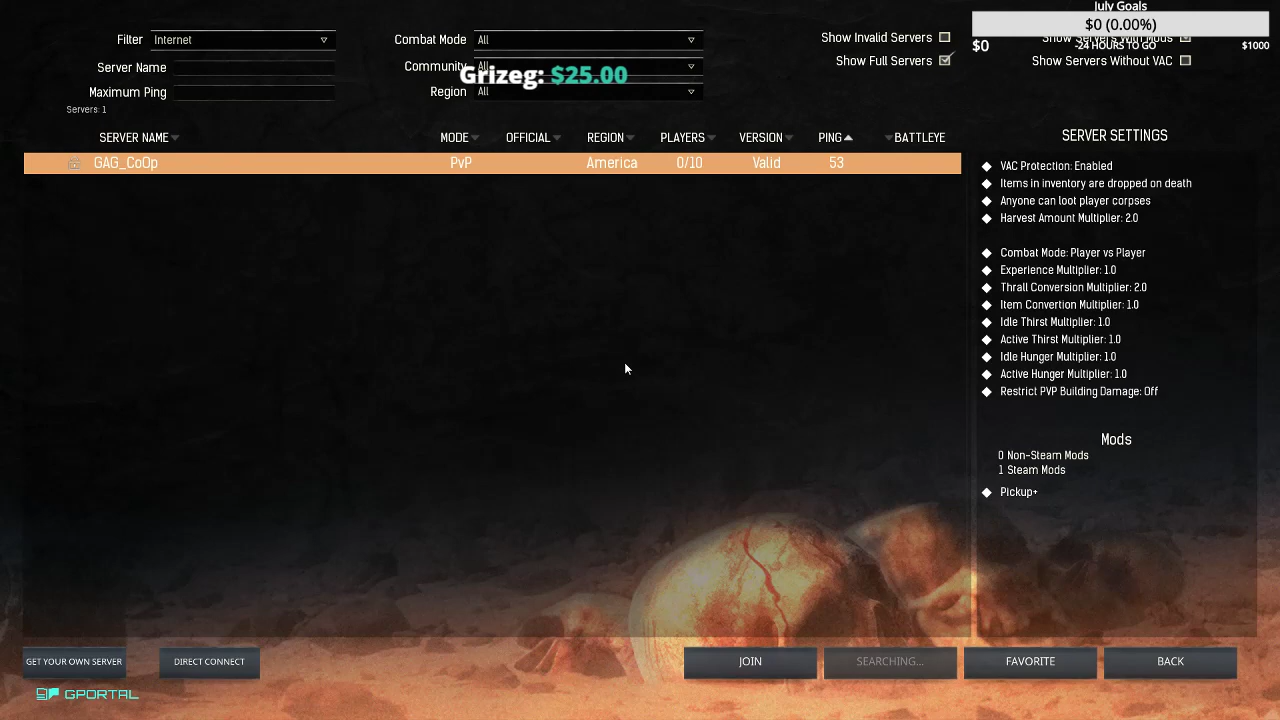 July Goals
$0 (0.00%)
$0
-24 HOURS TO GO
$1000
Filter
Internet
Server Name
Maximum Ping
Servers: 1
Combat Mode
All
Community
All
Region
All
Grizeg: $25.00
Show Invalid Servers
Show Full Servers
Show Servers With Mods
Show Servers Without VAC
SERVER NAME
MODE
OFFICIAL
REGION
PLAYERS
VERSION
PING
BATTLEYE
GAG_CoOp
PvP
America
0/10
Valid
53
SERVER SETTINGS
VAC Protection: Enabled
Items in inventory are dropped on death
Anyone can loot player corpses
Harvest Amount Multiplier: 2.0
Combat Mode: Player vs Player
Experience Multiplier: 1.0
Thrall Conversion Multiplier: 2.0
Item Convertion Multiplier: 1.0
Idle Thirst Multiplier: 1.0
Active Thirst Multiplier: 1.0
Idle Hunger Multiplier: 1.0
Active Hunger Multiplier: 1.0
Restrict PVP Building Damage: Off
Mods
0 Non-Steam Mods
1 Steam Mods
Pickup+
GET YOUR OWN SERVER
DIRECT CONNECT
JOIN
SEARCHING...
FAVORITE
BACK
GPORTAL